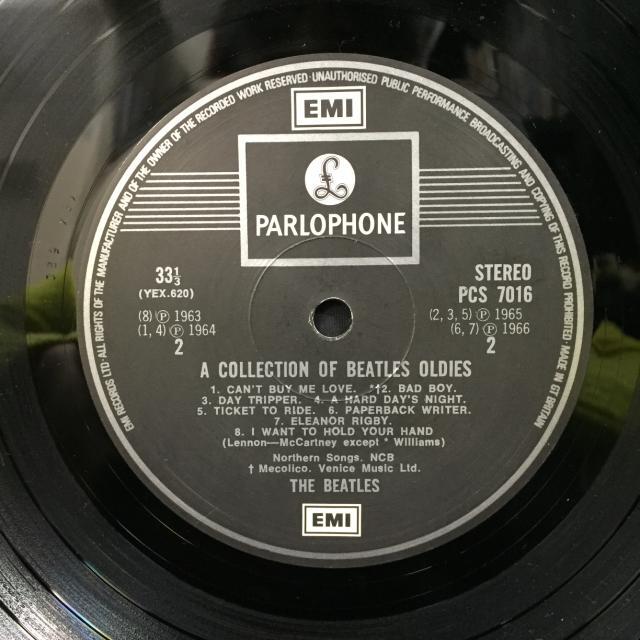 EMI RECORDS LTD · ALL RIGHTS OF THE MANUFACTURER AND OF THE OWNER OF THE RECORDED WORK RESERVED · UNAUTHORISED PUBLIC PERFORMANCE BROADCASTING AND COPYING OF THIS RECORD PROHIBITED · MADE IN GT BRITAIN
EMI
£
PARLOPHONE
33⅓
(YEX.620)
(8) ℗ 1963
(1, 4) ℗ 1964
2
STEREO
PCS 7016
(2, 3, 5) ℗ 1965
(6, 7) ℗ 1966
2
A COLLECTION OF BEATLES OLDIES
1. CAN'T BUY ME LOVE. *†2. BAD BOY.
3. DAY TRIPPER. 4. A HARD DAY'S NIGHT.
5. TICKET TO RIDE. 6. PAPERBACK WRITER.
7. ELEANOR RIGBY.
8. I WANT TO HOLD YOUR HAND
(Lennon—McCartney except * Williams)
Northern Songs. NCB
† Mecolico. Venice Music Ltd.
THE BEATLES
EMI